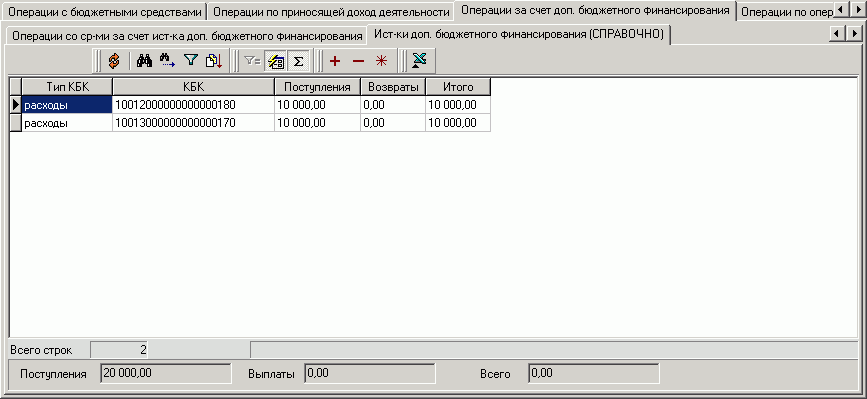 Операции с бюджетными средствами Операции по приносящей доход деятельности Операции за счет доп. бюджетного финансирования Операции по опер
Операции со ср-ми за счет ист-ка доп. бюджетного финансирования Ист-ки доп. бюджетного финансирования (СПРАВОЧНО)
Тип КБК КБК Поступления Возвраты Итого
расходы 10012000000000000180 10 000,00 0,00 10 000,00
расходы 10013000000000000170 10 000,00 0,00 10 000,00
Всего строк 2
Поступления 20 000,00 Выплаты 0,00 Всего 0,00